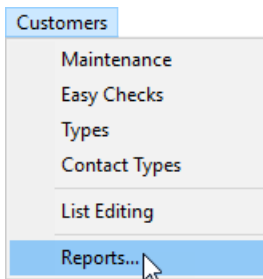 Customers
Maintenance
Easy Checks
Types
Contact Types
List Editing
Reports...